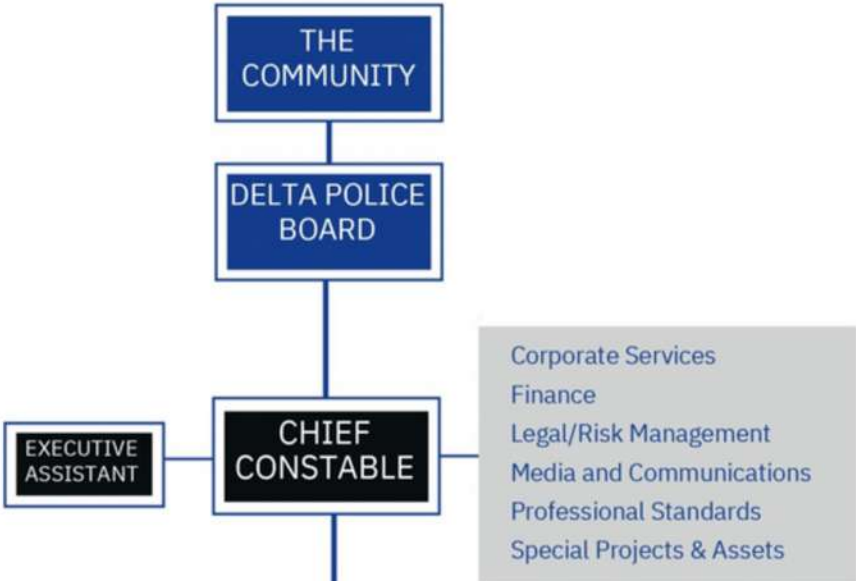 THE
COMMUNITY
DELTA POLICE
BOARD
EXECUTIVE
ASSISTANT
CHIEF
CONSTABLE
Corporate Services
Finance
Legal/Risk Management
Media and Communications
Professional Standards
Special Projects & Assets